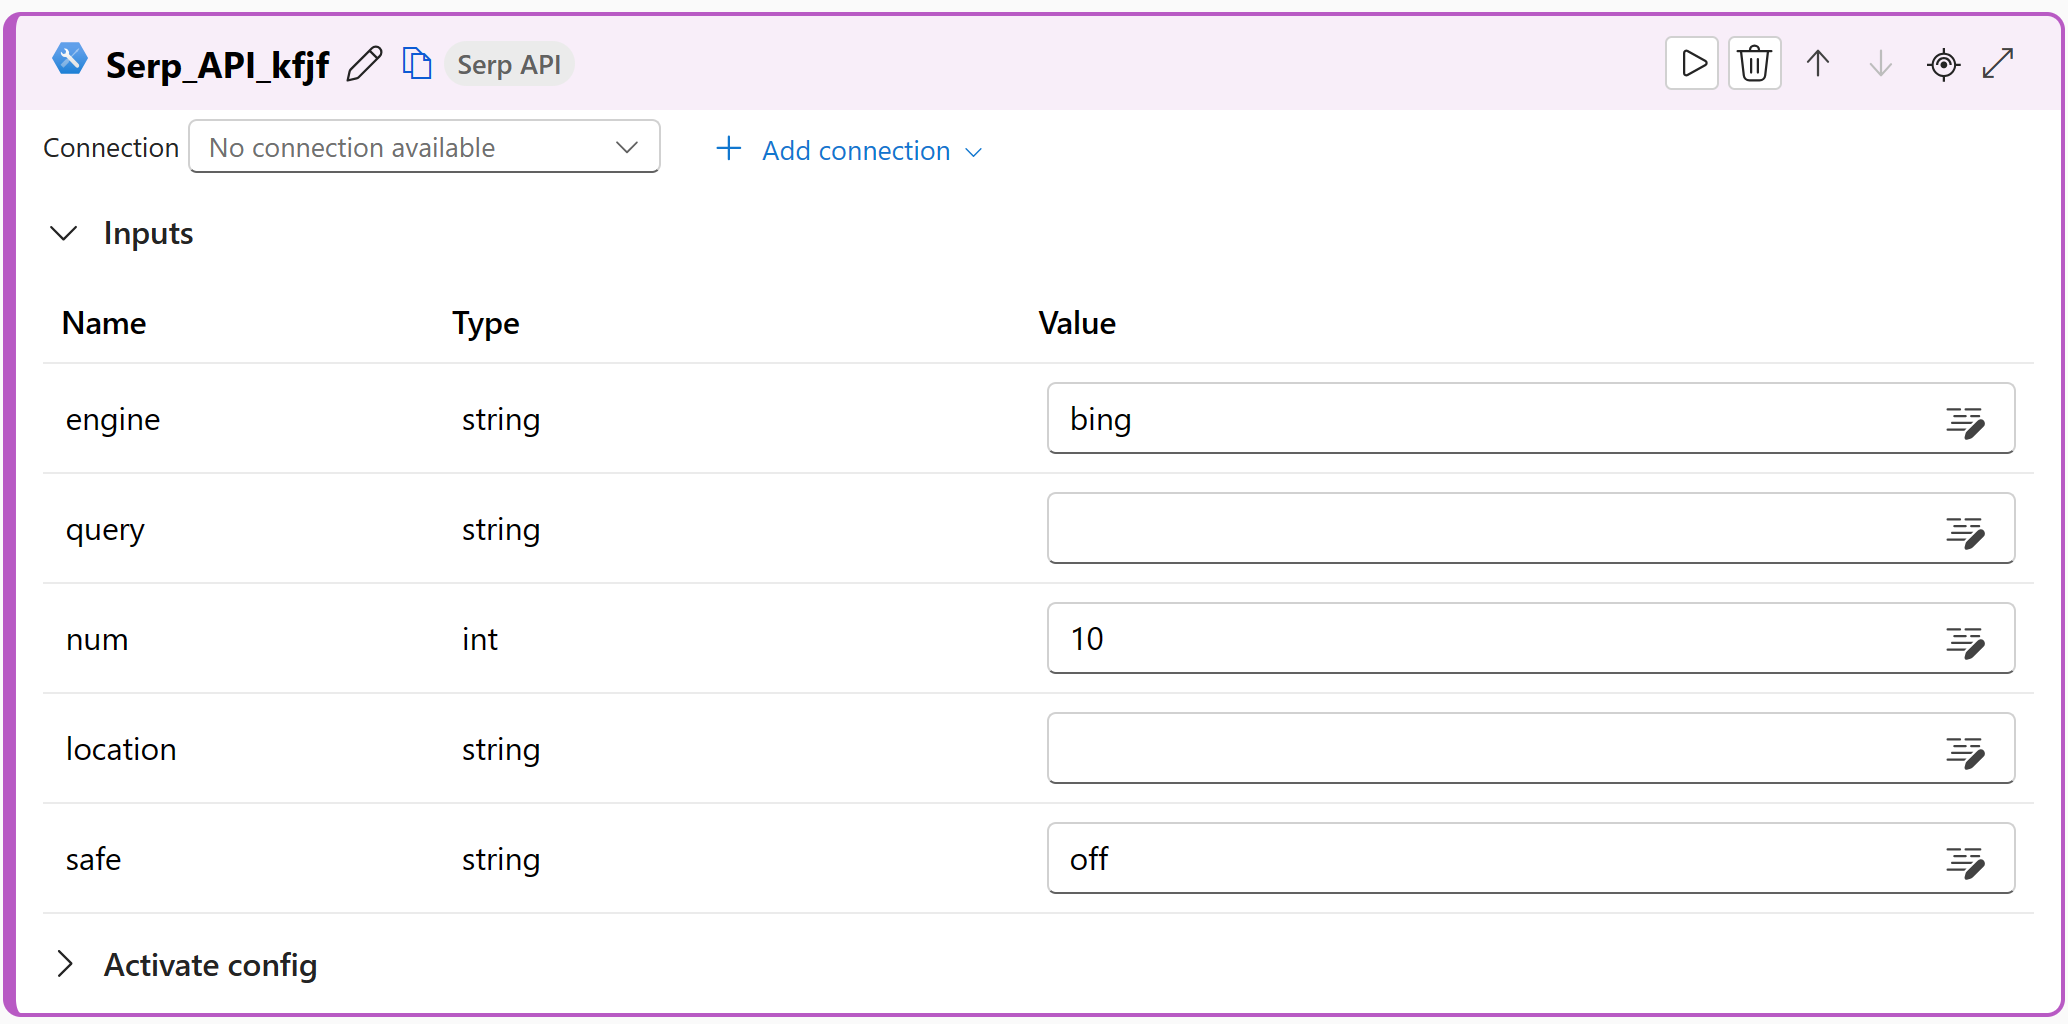 Serp_API_kfjf Serp API
Connection No connection available Add connection
Inputs
Name Type Value
engine string bing
query string
num int 10
location string
safe string off
Activate config